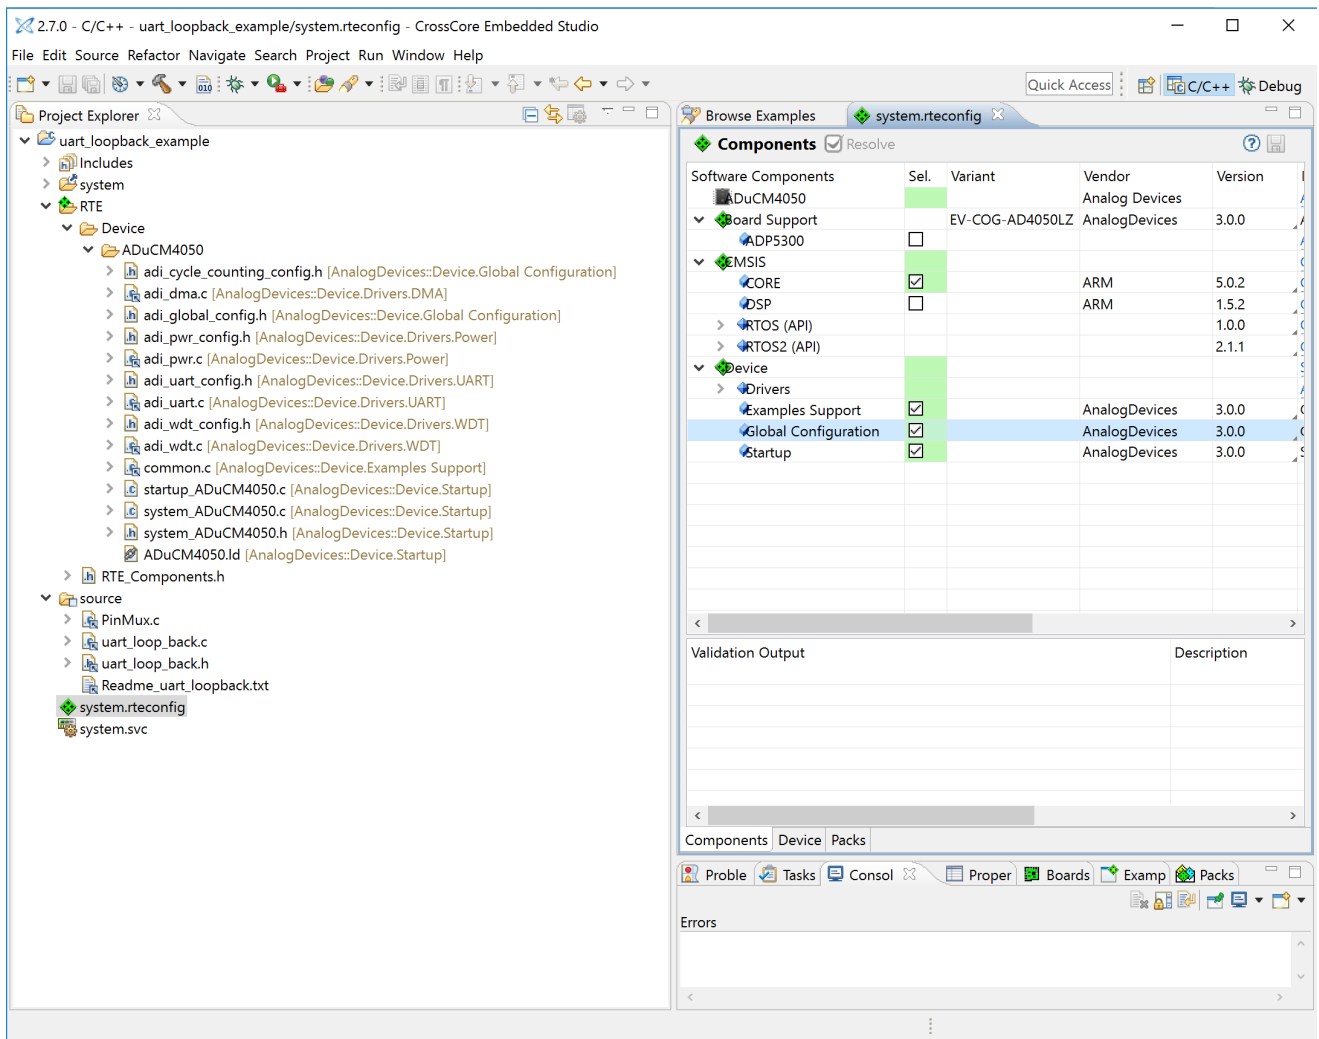 2.7.0 - C/C++ - uart_loopback_example/system.rteconfig - CrossCore Embedded Studio
File Edit Source Refactor Navigate Search Project Run Window Help
010
Quick Access
C/C++
Debug
Project Explorer
uart_loopback_example
Includes
system
RTE
Device
ADuCM4050
adi_cycle_counting_config.h [AnalogDevices::Device.Global Configuration]
adi_dma.c [AnalogDevices::Device.Drivers.DMA]
adi_global_config.h [AnalogDevices::Device.Global Configuration]
adi_pwr_config.h [AnalogDevices::Device.Drivers.Power]
adi_pwr.c [AnalogDevices::Device.Drivers.Power]
adi_uart_config.h [AnalogDevices::Device.Drivers.UART]
adi_uart.c [AnalogDevices::Device.Drivers.UART]
adi_wdt_config.h [AnalogDevices::Device.Drivers.WDT]
adi_wdt.c [AnalogDevices::Device.Drivers.WDT]
common.c [AnalogDevices::Device.Examples Support]
startup_ADuCM4050.c [AnalogDevices::Device.Startup]
system_ADuCM4050.c [AnalogDevices::Device.Startup]
system_ADuCM4050.h [AnalogDevices::Device.Startup]
ADuCM4050.ld [AnalogDevices::Device.Startup]
RTE_Components.h
source
PinMux.c
uart_loop_back.c
uart_loop_back.h
Readme_uart_loopback.txt
system.rteconfig
system.svc
Browse Examples
system.rteconfig
Components Resolve
Software Components Sel. Variant Vendor Version
ADuCM4050 Analog Devices
Board Support EV-COG-AD4050LZ AnalogDevices 3.0.0
ADP5300
CMSIS
CORE ARM 5.0.2
DSP ARM 1.5.2
RTOS (API) 1.0.0
RTOS2 (API) 2.1.1
Device
Drivers
Examples Support AnalogDevices 3.0.0
Global Configuration AnalogDevices 3.0.0
Startup AnalogDevices 3.0.0
Validation Output Description
Components Device Packs
Proble Tasks Consol Proper Boards Examp Packs
Errors